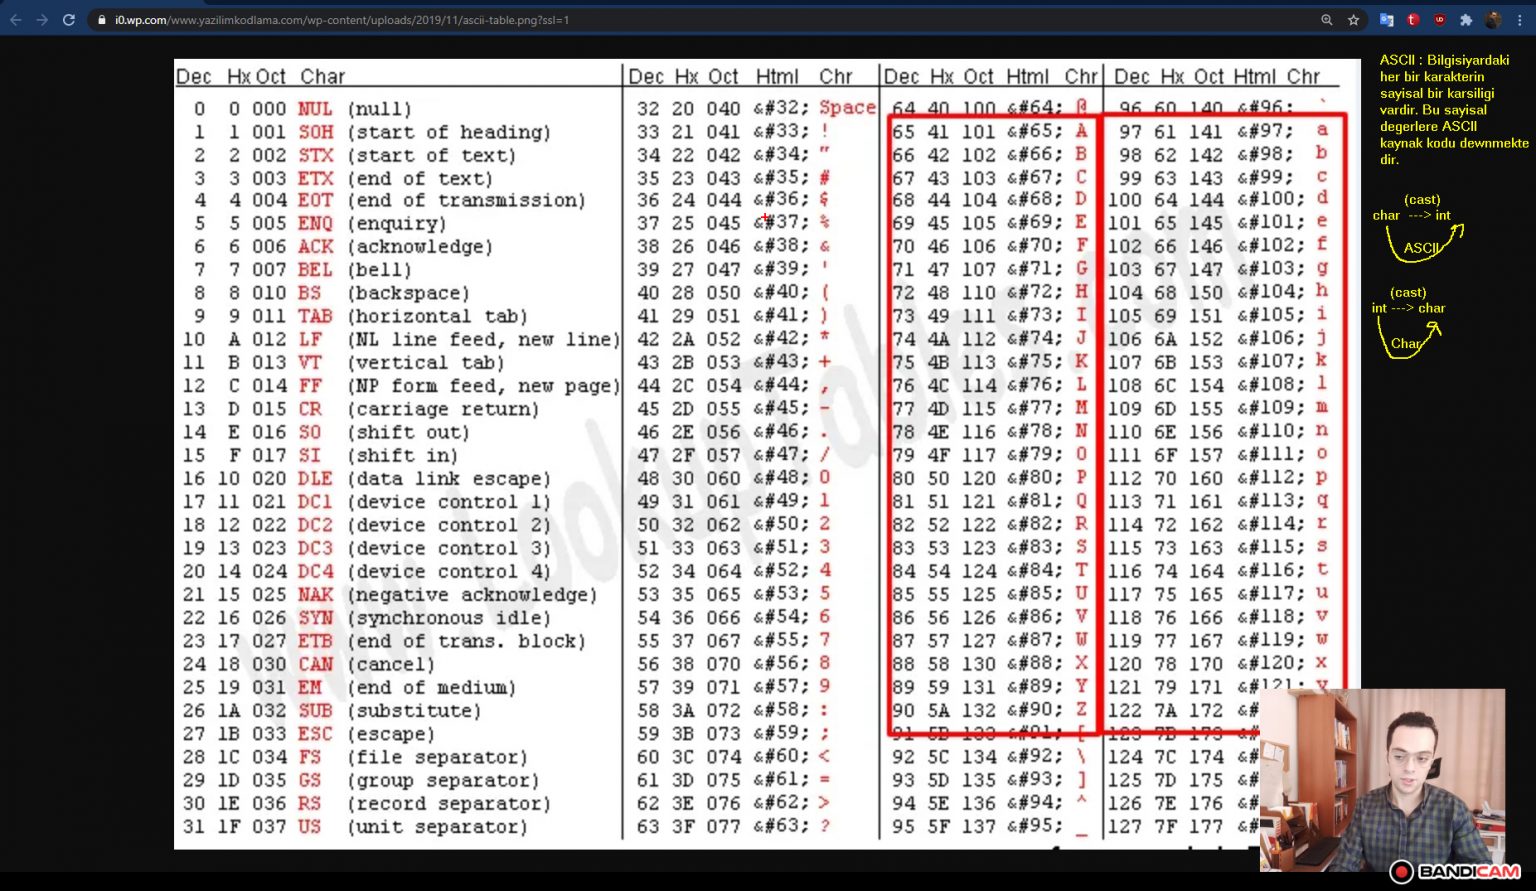 i0.wp.com/www.yazilimkodlama.com/wp-content/uploads/2019/11/ascii-table.png?ssl=1
Dec Hx Oct Char Dec Hx Oct Html Chr Dec Hx Oct Html Chr Dec Hx Oct Html Chr
0 0 000 NUL (null) 32 20 040 &#32; Space 64 40 100 &#64; @ 96 60 140 &#96; `
1 1 001 SOH (start of heading) 33 21 041 &#33; ! 65 41 101 &#65; A 97 61 141 &#97; a
2 2 002 STX (start of text) 34 22 042 &#34; " 66 42 102 &#66; B 98 62 142 &#98; b
3 3 003 ETX (end of text) 35 23 043 &#35; # 67 43 103 &#67; C 99 63 143 &#99; c
4 4 004 EOT (end of transmission) 36 24 044 &#36; $ 68 44 104 &#68; D 100 64 144 &#100; d
5 5 005 ENQ (enquiry) 37 25 045 &#37; % 69 45 105 &#69; E 101 65 145 &#101; e
6 6 006 ACK (acknowledge) 38 26 046 &#38; & 70 46 106 &#70; F 102 66 146 &#102; f
7 7 007 BEL (bell) 39 27 047 &#39; ' 71 47 107 &#71; G 103 67 147 &#103; g
8 8 010 BS (backspace) 40 28 050 &#40; ( 72 48 110 &#72; H 104 68 150 &#104; h
9 9 011 TAB (horizontal tab) 41 29 051 &#41; ) 73 49 111 &#73; I 105 69 151 &#105; i
10 A 012 LF (NL line feed, new line) 42 2A 052 &#42; * 74 4A 112 &#74; J 106 6A 152 &#106; j
11 B 013 VT (vertical tab) 43 2B 053 &#43; + 75 4B 113 &#75; K 107 6B 153 &#107; k
12 C 014 FF (NP form feed, new page) 44 2C 054 &#44; , 76 4C 114 &#76; L 108 6C 154 &#108; l
13 D 015 CR (carriage return) 45 2D 055 &#45; - 77 4D 115 &#77; M 109 6D 155 &#109; m
14 E 016 SO (shift out) 46 2E 056 &#46; . 78 4E 116 &#78; N 110 6E 156 &#110; n
15 F 017 SI (shift in) 47 2F 057 &#47; / 79 4F 117 &#79; O 111 6F 157 &#111; o
16 10 020 DLE (data link escape) 48 30 060 &#48; 0 80 50 120 &#80; P 112 70 160 &#112; p
17 11 021 DC1 (device control 1) 49 31 061 &#49; 1 81 51 121 &#81; Q 113 71 161 &#113; q
18 12 022 DC2 (device control 2) 50 32 062 &#50; 2 82 52 122 &#82; R 114 72 162 &#114; r
19 13 023 DC3 (device control 3) 51 33 063 &#51; 3 83 53 123 &#83; S 115 73 163 &#115; s
20 14 024 DC4 (device control 4) 52 34 064 &#52; 4 84 54 124 &#84; T 116 74 164 &#116; t
21 15 025 NAK (negative acknowledge) 53 35 065 &#53; 5 85 55 125 &#85; U 117 75 165 &#117; u
22 16 026 SYN (synchronous idle) 54 36 066 &#54; 6 86 56 126 &#86; V 118 76 166 &#118; v
23 17 027 ETB (end of trans. block) 55 37 067 &#55; 7 87 57 127 &#87; W 119 77 167 &#119; w
24 18 030 CAN (cancel) 56 38 070 &#56; 8 88 58 130 &#88; X 120 78 170 &#120; x
25 19 031 EM (end of medium) 57 39 071 &#57; 9 89 59 131 &#89; Y 121 79 171 &#121; y
26 1A 032 SUB (substitute) 58 3A 072 &#58; : 90 5A 132 &#90; Z 122 7A 172 &#
27 1B 033 ESC (escape) 59 3B 073 &#59; ; 91 5B 133 &#91; [ 123 7B 173 &#
28 1C 034 FS (file separator) 60 3C 074 &#60; < 92 5C 134 &#92; \ 124 7C 174 &#
29 1D 035 GS (group separator) 61 3D 075 &#61; = 93 5D 135 &#93; ] 125 7D 175 &#
30 1E 036 RS (record separator) 62 3E 076 &#62; > 94 5E 136 &#94; ^ 126 7E 176 &#
31 1F 037 US (unit separator) 63 3F 077 &#63; ? 95 5F 137 &#95; _ 127 7F 177 &#
www.LookupTables.com
ASCII : Bilgisiyardaki
her bir karakterin
sayisal bir karsiligi
vardir. Bu sayisal
degerlere ASCII
kaynak kodu dewnmekte
dir.
(cast)
char ---> int
ASCII
(cast)
int ---> char
Char
BANDICAM